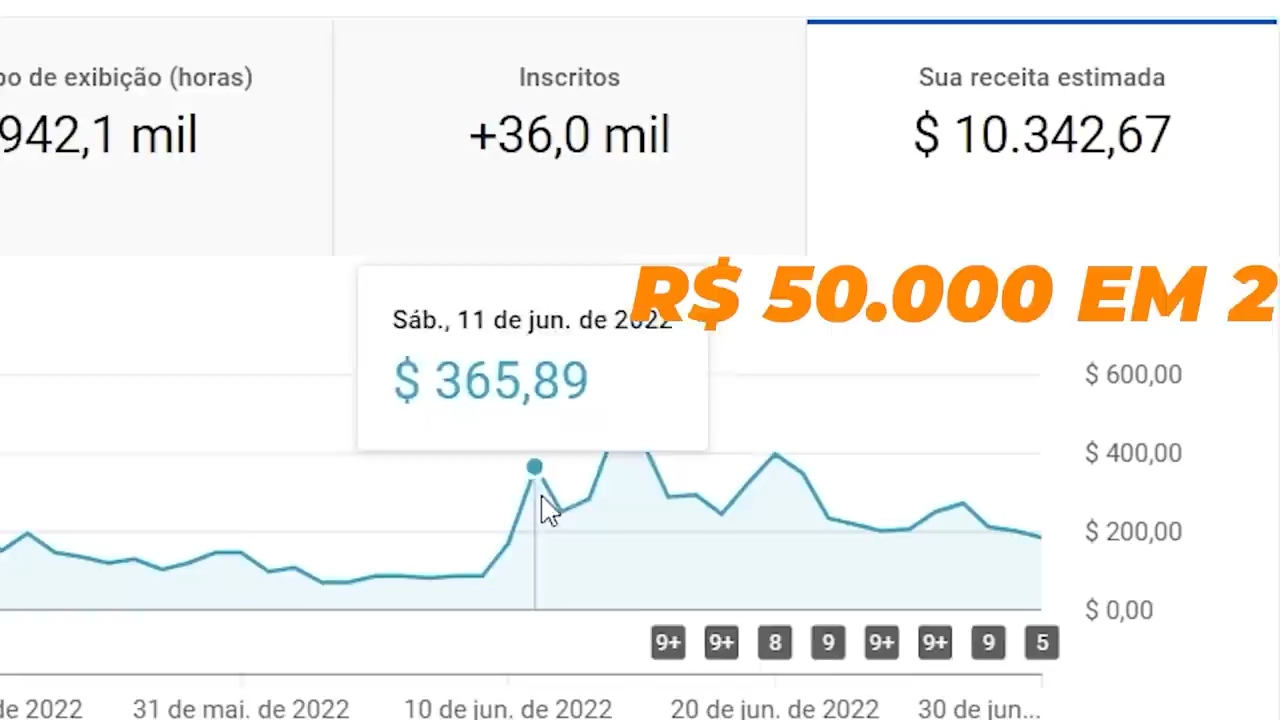 po de exibição (horas)
942,1 mil
Inscritos
+36,0 mil
Sua receita estimada
$ 10.342,67
R$ 50.000 EM 2
Sáb., 11 de jun. de 2022
$ 365,89
$ 600,00
$ 400,00
$ 200,00
$ 0,00
9+ 9+ 8 9 9+ 9+ 9 5
de 2022 31 de mai. de 2022 10 de jun. de 2022 20 de jun. de 2022 30 de jun...